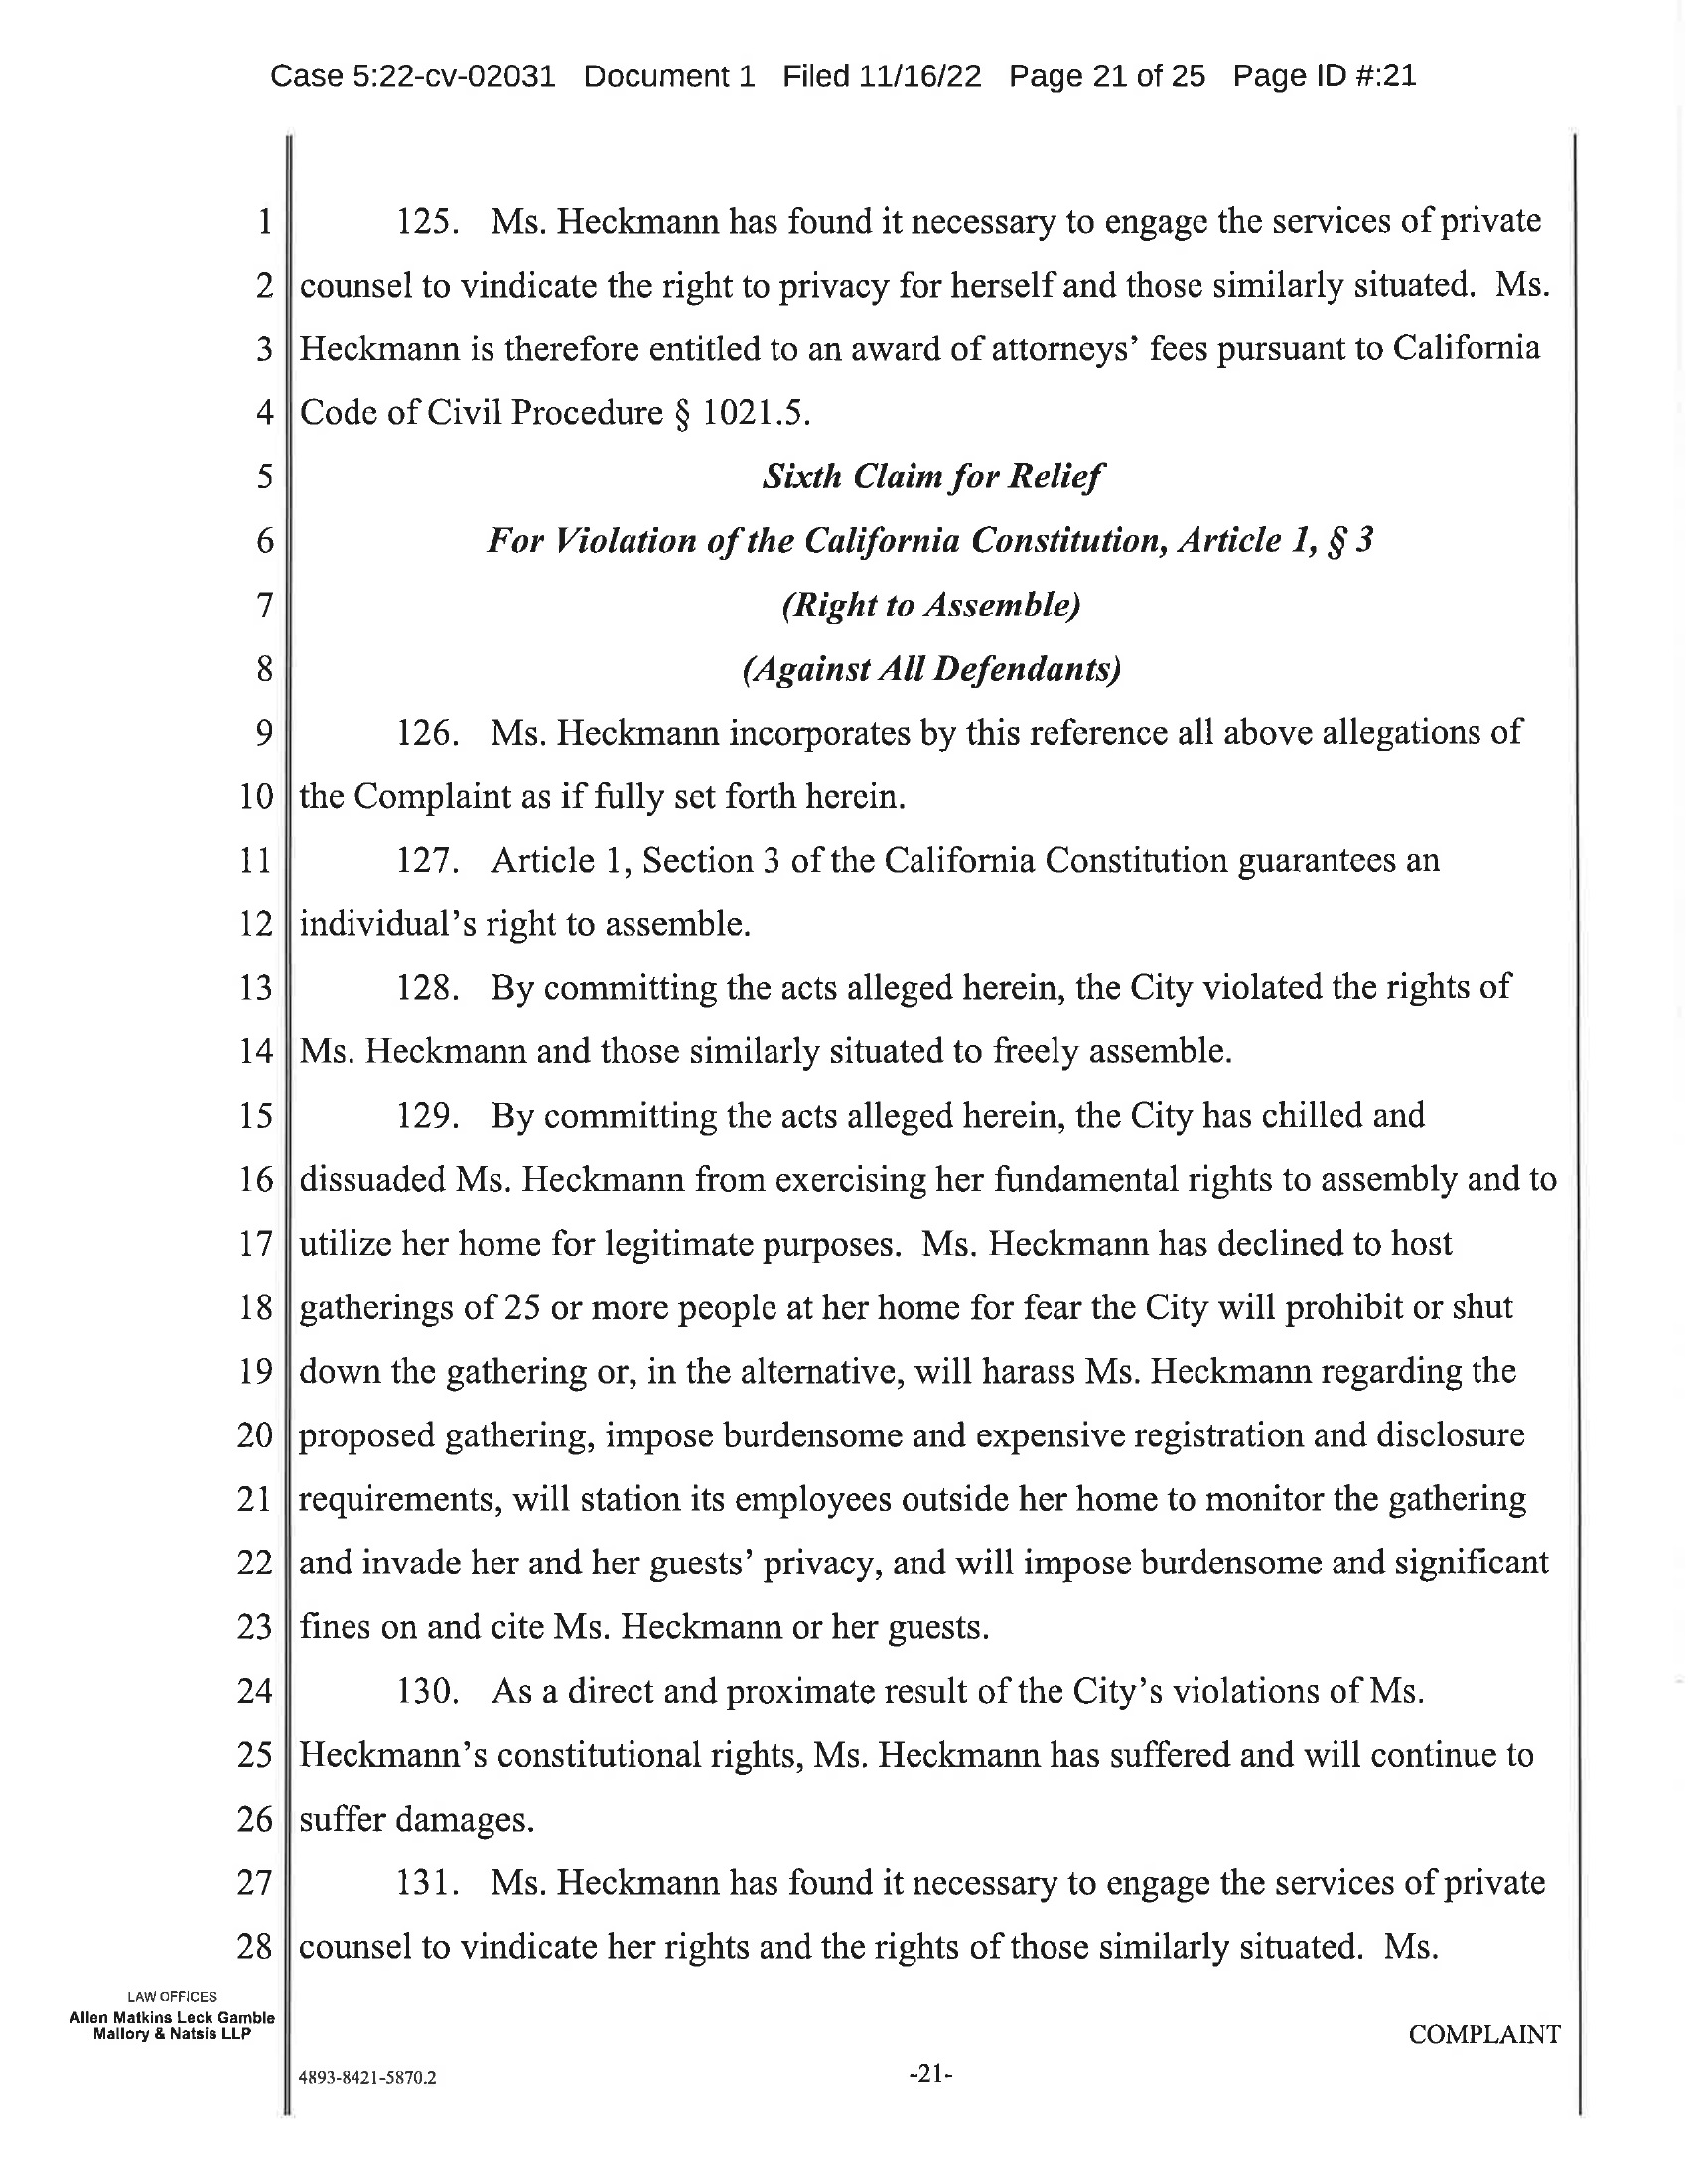 Case 5:22-cv-02031 Document 1 Filed 11/16/22 Page 21 of 25 Page ID #:21
1 125. Ms. Heckmann has found it necessary to engage the services of private
2 counsel to vindicate the right to privacy for herself and those similarly situated. Ms.
3 Heckmann is therefore entitled to an award of attorneys’ fees pursuant to California
4 Code of Civil Procedure § 1021.5.
5 Sixth Claim for Relief
6 For Violation of the California Constitution, Article 1, § 3
7 (Right to Assemble)
8 (Against All Defendants)
9 126. Ms. Heckmann incorporates by this reference all above allegations of
10 the Complaint as if fully set forth herein.
11 127. Article 1, Section 3 of the California Constitution guarantees an
12 individual’s right to assemble.
13 128. By committing the acts alleged herein, the City violated the rights of
14 Ms. Heckmann and those similarly situated to freely assemble.
15 129. By committing the acts alleged herein, the City has chilled and
16 dissuaded Ms. Heckmann from exercising her fundamental rights to assembly and to
17 utilize her home for legitimate purposes. Ms. Heckmann has declined to host
18 gatherings of 25 or more people at her home for fear the City will prohibit or shut
19 down the gathering or, in the alternative, will harass Ms. Heckmann regarding the
20 proposed gathering, impose burdensome and expensive registration and disclosure
21 requirements, will station its employees outside her home to monitor the gathering
22 and invade her and her guests’ privacy, and will impose burdensome and significant
23 fines on and cite Ms. Heckmann or her guests.
24 130. As a direct and proximate result of the City’s violations of Ms.
25 Heckmann’s constitutional rights, Ms. Heckmann has suffered and will continue to
26 suffer damages.
27 131. Ms. Heckmann has found it necessary to engage the services of private
28 counsel to vindicate her rights and the rights of those similarly situated. Ms.
LAW OFFICES
Allen Matkins Leck Gamble
Mallory & Natsis LLP
COMPLAINT
4893-8421-5870.2
-21-